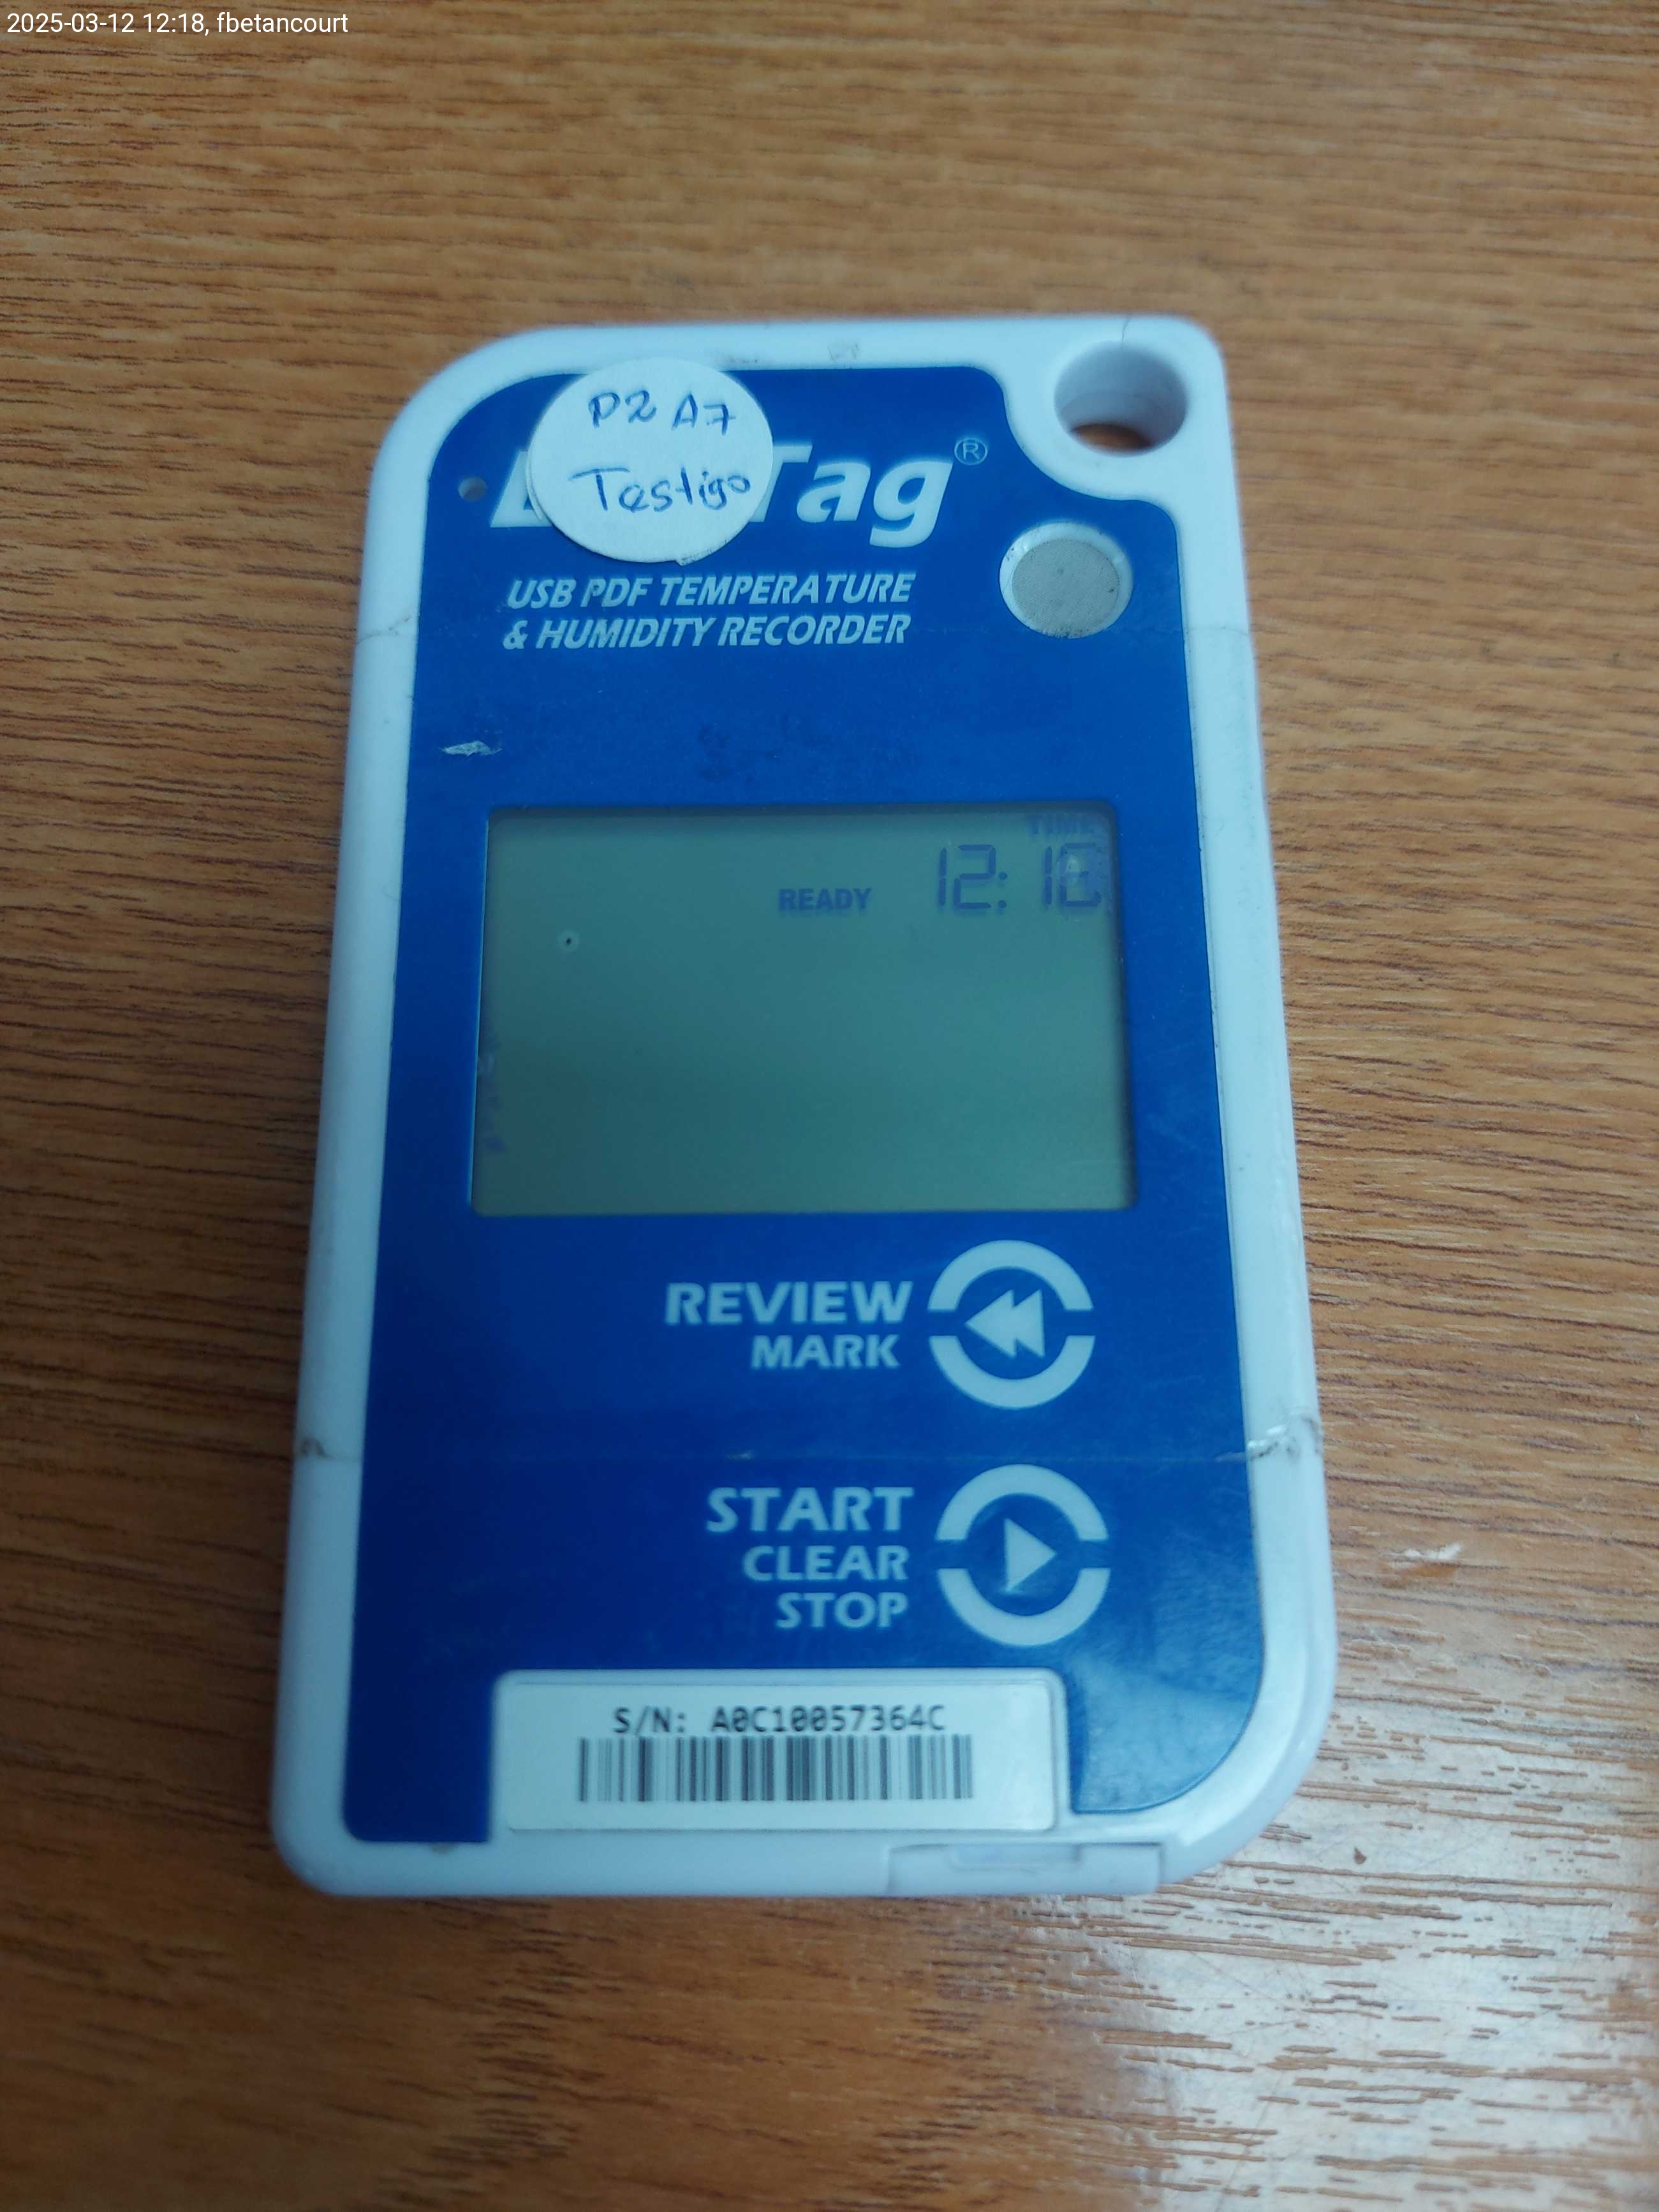 2025-03-12 12:18, fbetancourt
P2 A7
Testigo
Tag®
USB PDF TEMPERATURE
& HUMIDITY RECORDER
TIME
READY 12:18
REVIEW
MARK
START
CLEAR
STOP
S/N: A0C10057364C